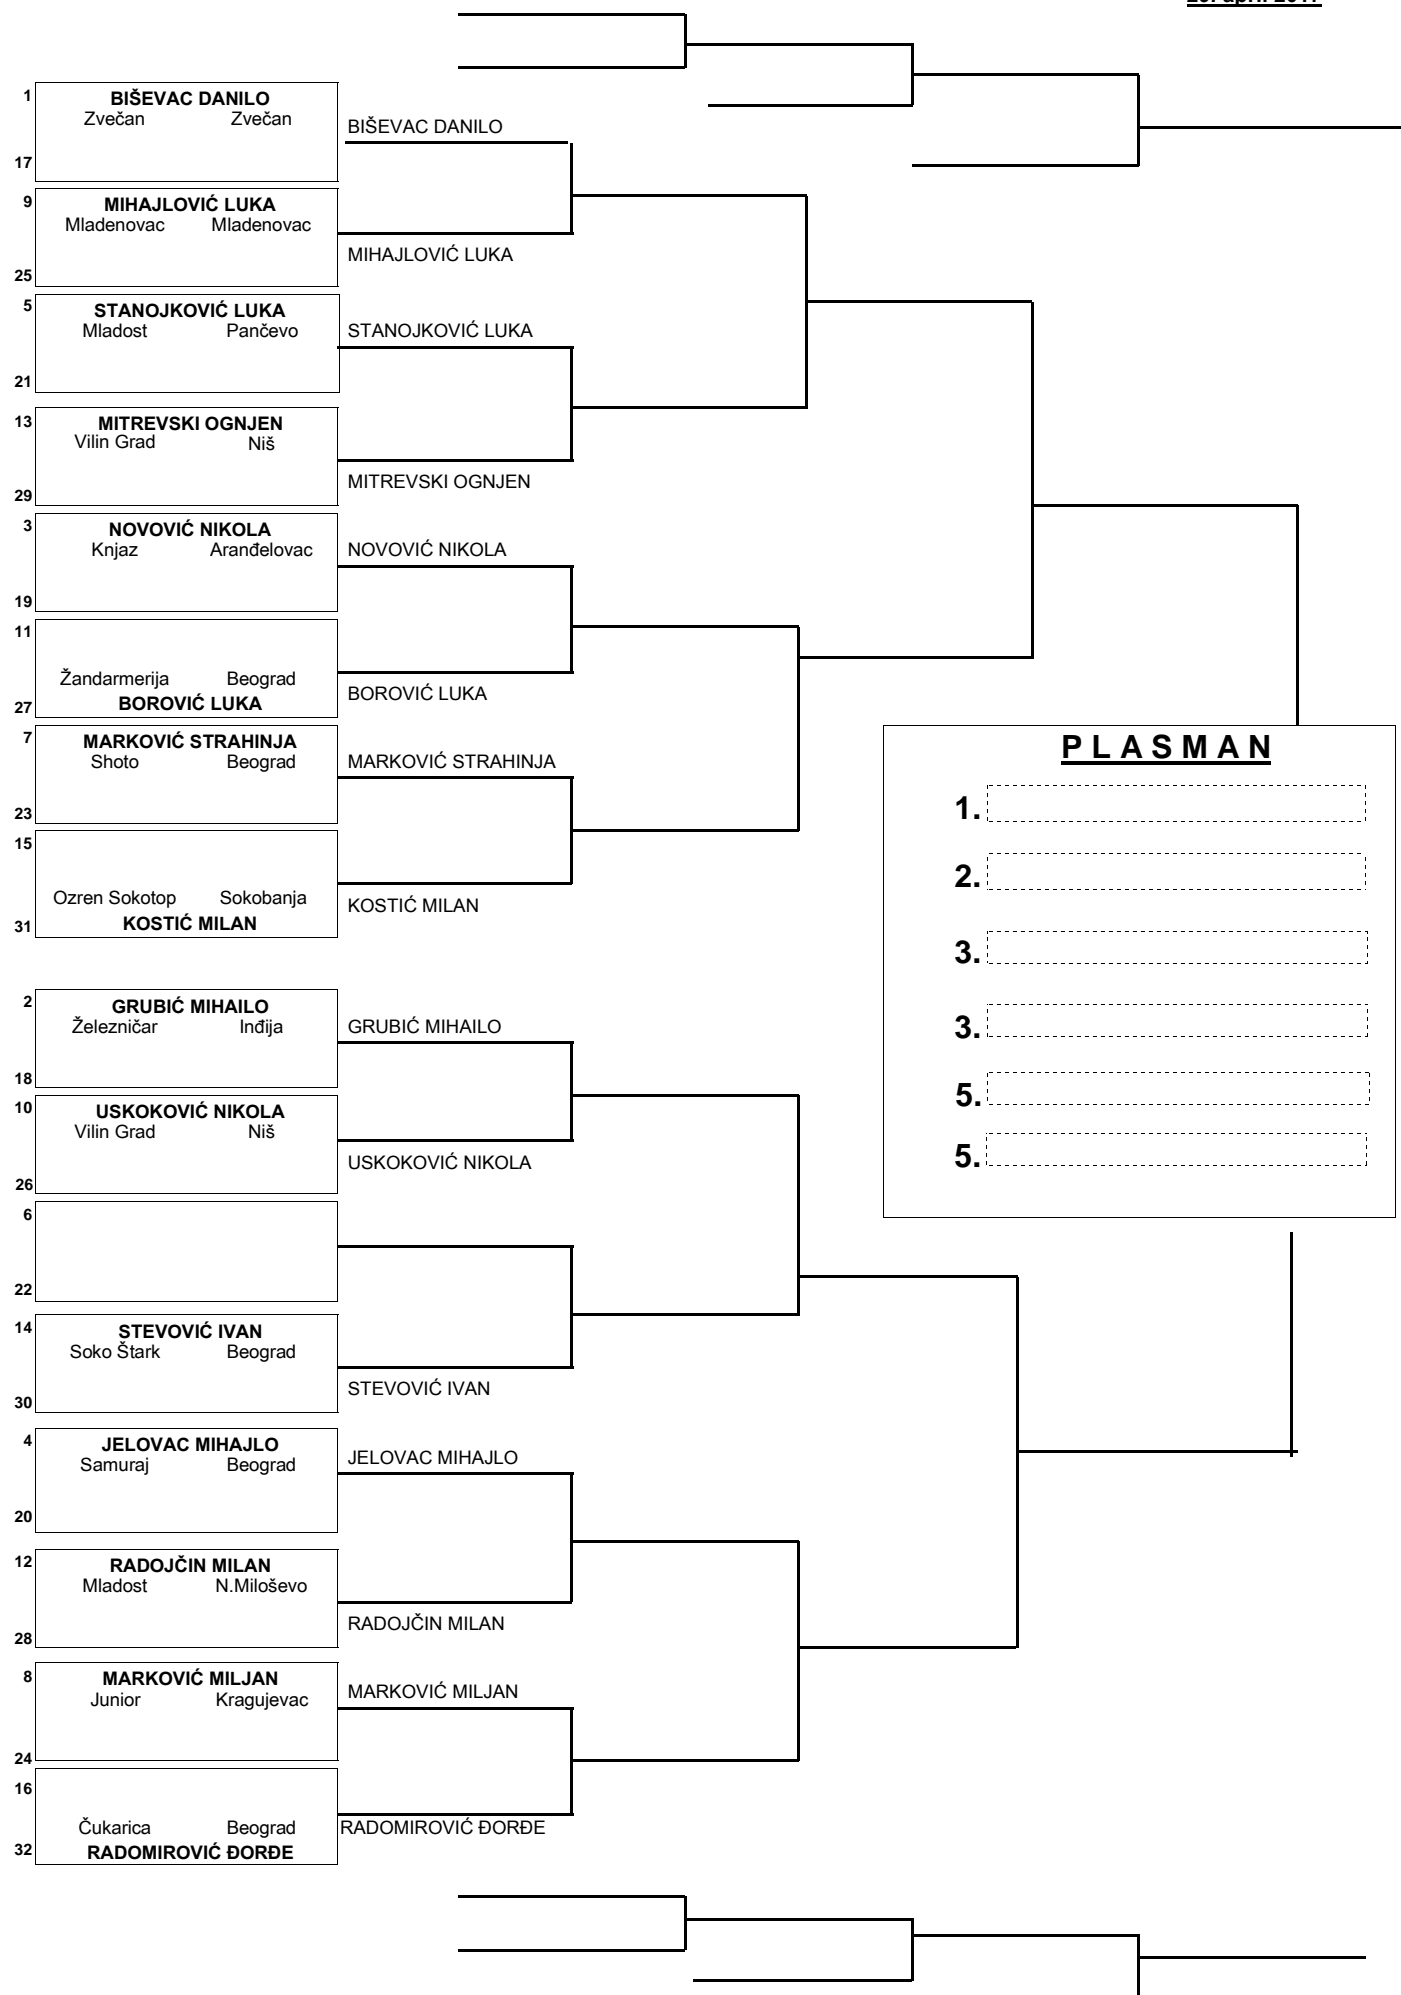 1 BIŠEVAC DANILO
Zvečan Zvečan
BIŠEVAC DANILO
17
9 MIHAJLOVIĆ LUKA
Mladenovac Mladenovac
MIHAJLOVIĆ LUKA
25
5 STANOJKOVIĆ LUKA
Mladost Pančevo
STANOJKOVIĆ LUKA
21
13 MITREVSKI OGNJEN
Vilin Grad Niš
MITREVSKI OGNJEN
29
3 NOVOVIĆ NIKOLA
Knjaz Aranđelovac
NOVOVIĆ NIKOLA
19
11
Žandarmerija Beograd
BOROVIĆ LUKA
27 BOROVIĆ LUKA
7 MARKOVIĆ STRAHINJA
Shoto Beograd
MARKOVIĆ STRAHINJA
23
15
Ozren Sokotop Sokobanja
KOSTIĆ MILAN
31 KOSTIĆ MILAN
PLASMAN
1.
2.
3.
3.
5.
5.
2 GRUBIĆ MIHAILO
Železničar Inđija
GRUBIĆ MIHAILO
18
10 USKOKOVIĆ NIKOLA
Vilin Grad Niš
USKOKOVIĆ NIKOLA
26
6
22
14 STEVOVIĆ IVAN
Soko Štark Beograd
STEVOVIĆ IVAN
30
4 JELOVAC MIHAJLO
Samuraj Beograd
JELOVAC MIHAJLO
20
12 RADOJČIN MILAN
Mladost N.Miloševo
RADOJČIN MILAN
28
8 MARKOVIĆ MILJAN
Junior Kragujevac
MARKOVIĆ MILJAN
24
16
Čukarica Beograd
RADOMIROVIĆ ĐORĐE
32 RADOMIROVIĆ ĐORĐE